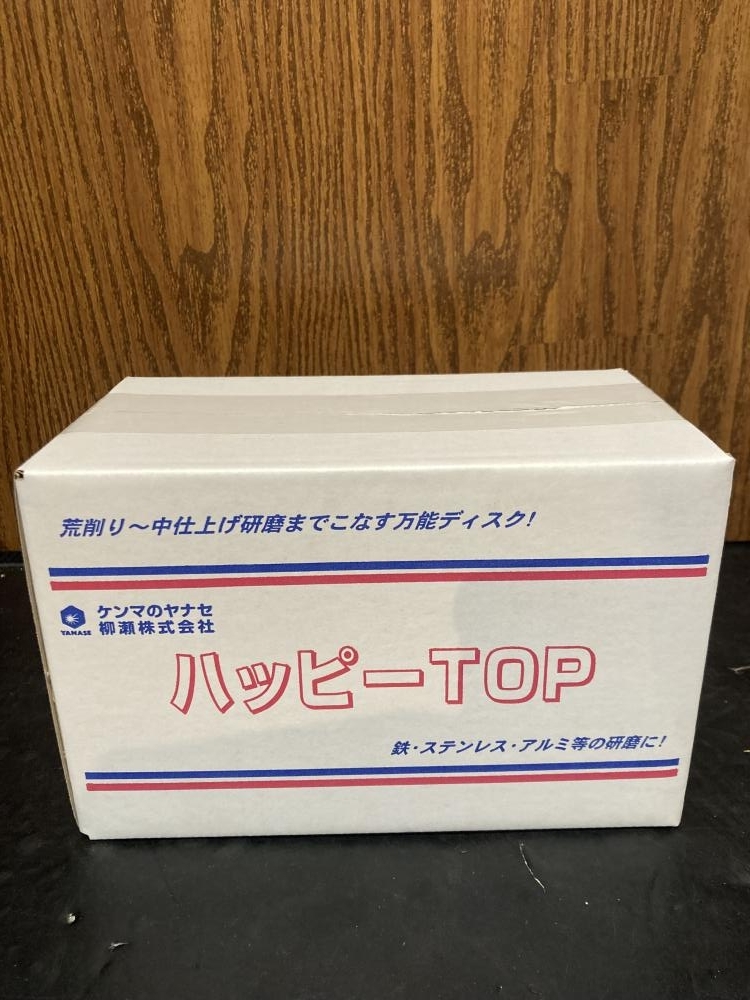 荒削り～中仕上げ研磨までこなす万能ディスク!
YANASE
ケンマのヤナセ
柳瀬株式会社
ハッピーTOP
鉄・ステンレス・アルミ等の研磨に!